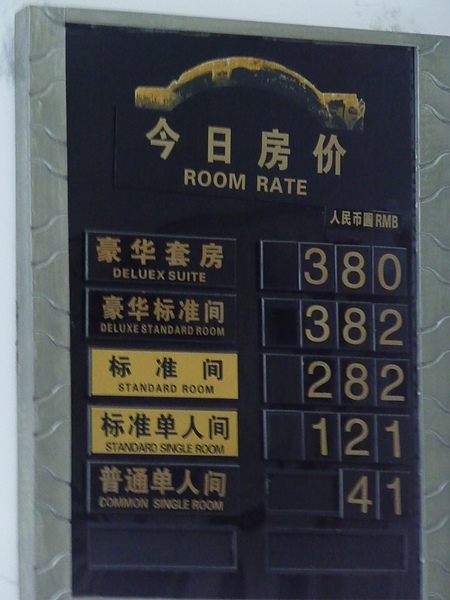 今日房价
ROOM RATE
人民币圆RMB
豪华套房 380
DELUEX SUITE
豪华标准间 382
DELUXE STANDARD ROOM
标准间 282
STANDARD ROOM
标准单人间 121
STANDARD SINGLE ROOM
普通单人间 41
COMMON SINGLE ROOM